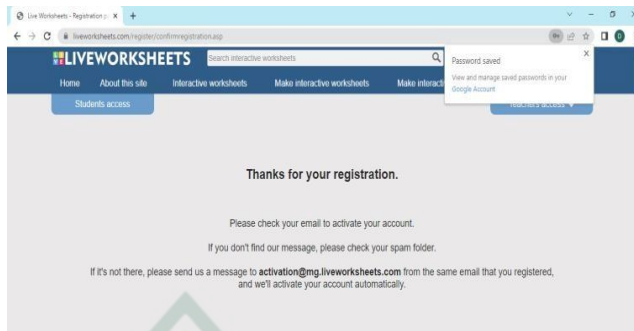 Live Worksheets - Registration p
liveworksheets.com/register/confirmregistration.asp
LIVEWORKSHEETS
Search interactive worksheets
Password saved
View and manage saved passwords in your
Google Account
Home About this site Interactive worksheets Make interactive worksheets Make interacti
Students access Teachers access
Thanks for your registration.
Please check your email to activate your account.
If you don't find our message, please check your spam folder.
If it's not there, please send us a message to activation@mg.liveworksheets.com from the same email that you registered,
and we'll activate your account automatically.